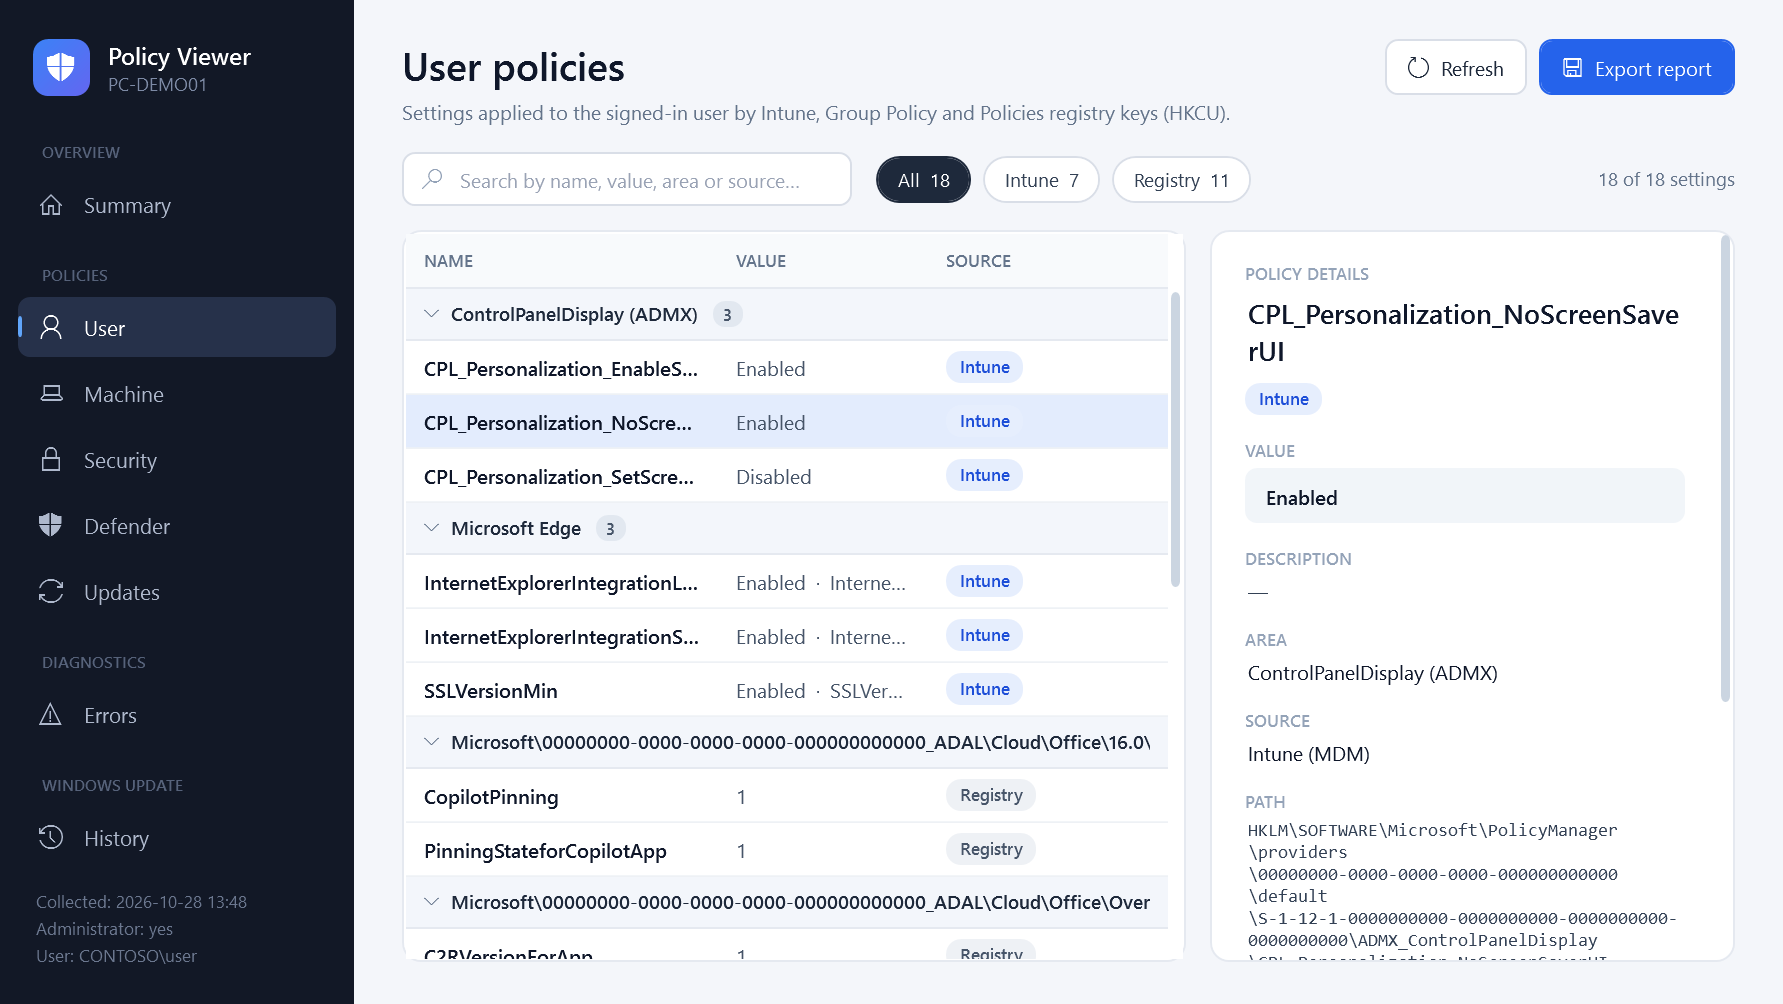 Policy Viewer
PC-DEMO01
OVERVIEW
Summary
POLICIES
User
Machine
Security
Defender
Updates
DIAGNOSTICS
Errors
WINDOWS UPDATE
History
Collected: 2026-10-28 13:48
Administrator: yes
User: CONTOSO\user
User policies
Settings applied to the signed-in user by Intune, Group Policy and Policies registry keys (HKCU).
Refresh
Export report
Search by name, value, area or source...
All 18
Intune 7
Registry 11
18 of 18 settings
NAME VALUE SOURCE
ControlPanelDisplay (ADMX) 3
CPL_Personalization_EnableS... Enabled Intune
CPL_Personalization_NoScre... Enabled Intune
CPL_Personalization_SetScre... Disabled Intune
Microsoft Edge 3
InternetExplorerIntegrationL... Enabled · Interne... Intune
InternetExplorerIntegrationS... Enabled · Interne... Intune
SSLVersionMin Enabled · SSLVer... Intune
Microsoft\00000000-0000-0000-0000-000000000000_ADAL\Cloud\Office\16.0\
CopilotPinning 1 Registry
PinningStateforCopilotApp 1 Registry
Microsoft\00000000-0000-0000-0000-000000000000_ADAL\Cloud\Office\Over
C2RVersionForApp 1 Registry
POLICY DETAILS
CPL_Personalization_NoScreenSave
rUI
Intune
VALUE
Enabled
DESCRIPTION
—
AREA
ControlPanelDisplay (ADMX)
SOURCE
Intune (MDM)
PATH
HKLM\SOFTWARE\Microsoft\PolicyManager
\providers
\00000000-0000-0000-0000-000000000000
\default
\S-1-12-1-0000000000-0000000000-0000000000-
0000000000\ADMX_ControlPanelDisplay
\CPL_Personalization_NoScreenSaverUI